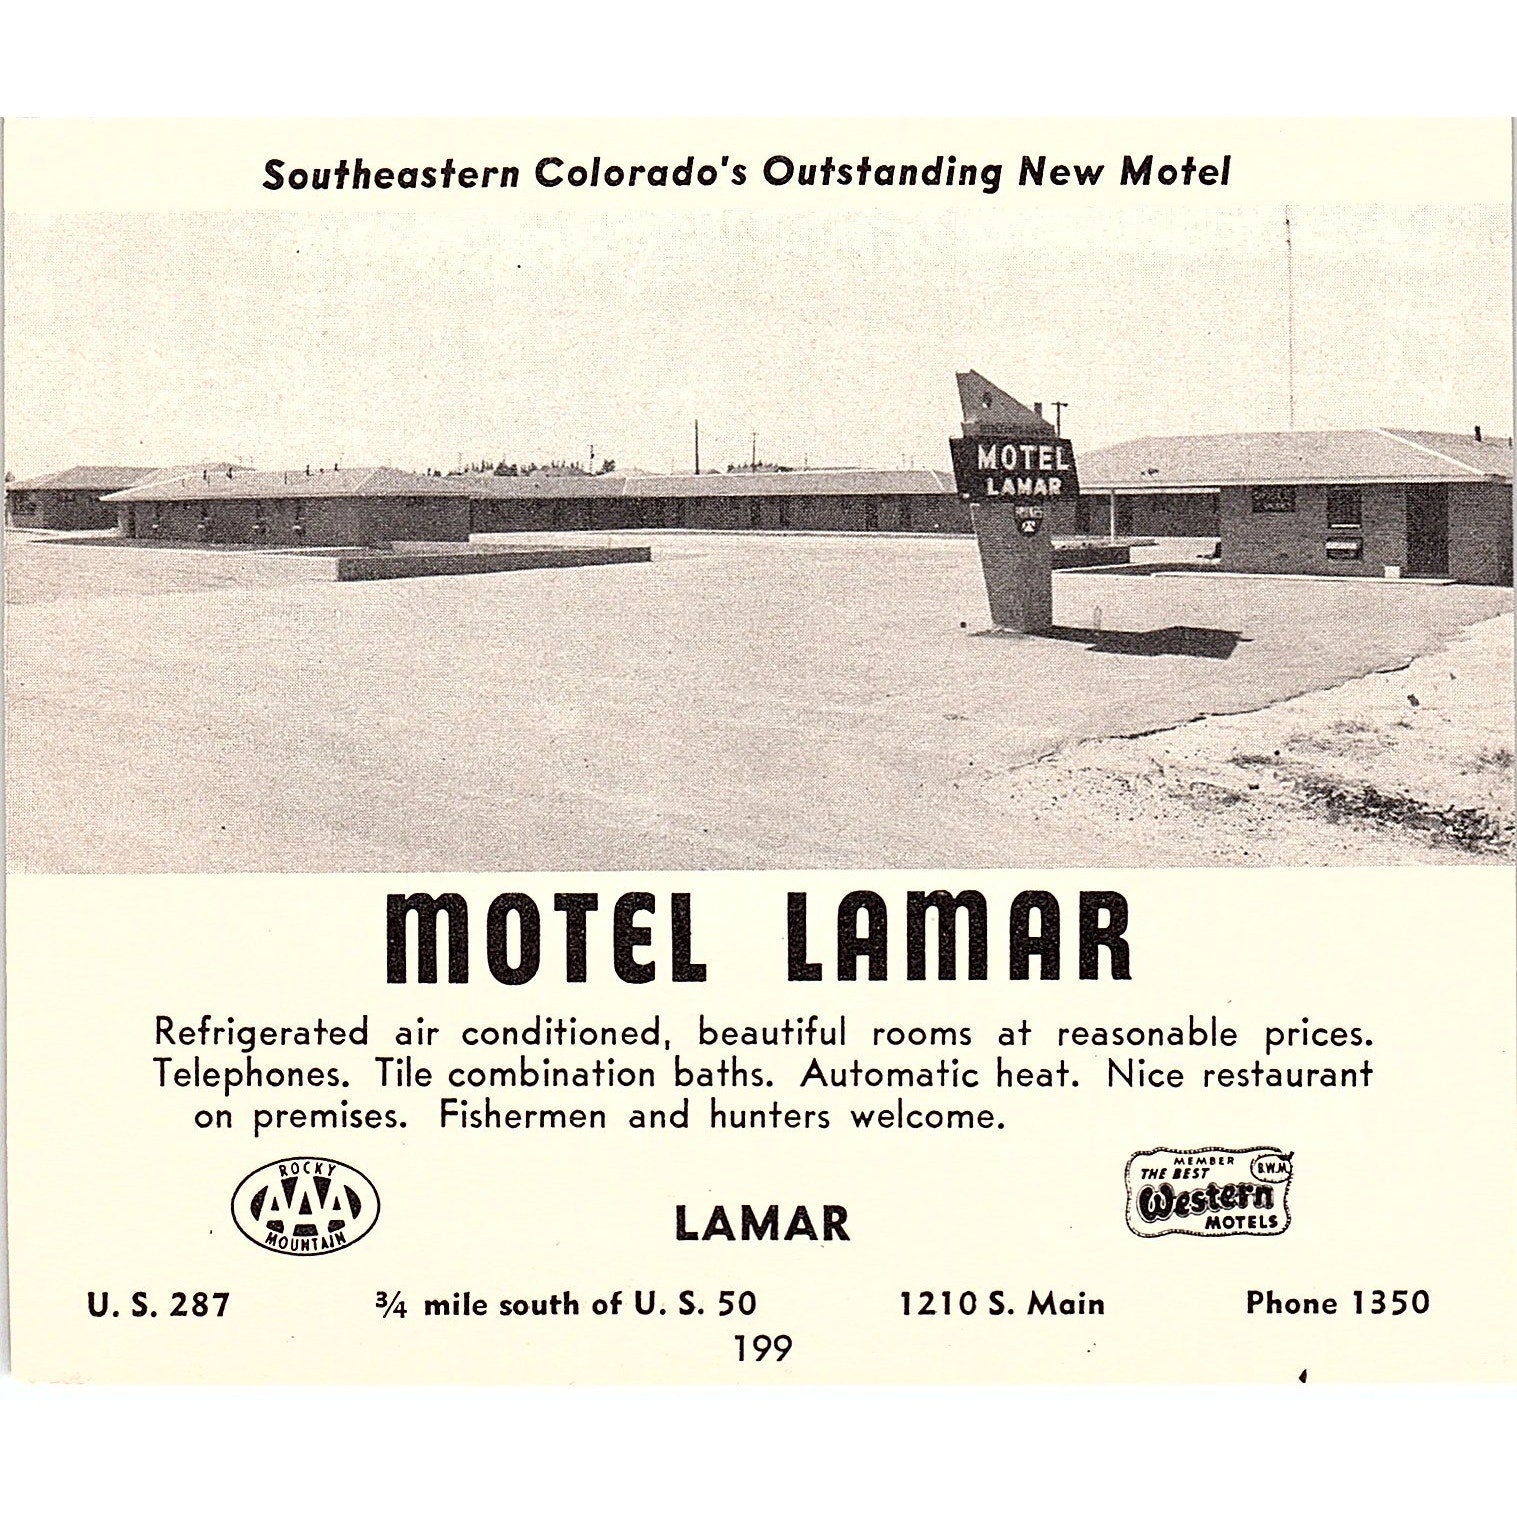 Southeastern Colorado's Outstanding New Motel
MOTEL
LAMAR
MOTEL LAMAR
Refrigerated air conditioned, beautiful rooms at reasonable prices.
Telephones. Tile combination baths. Automatic heat. Nice restaurant
on premises. Fishermen and hunters welcome.
ROCKY
AAA
MOUNTAIN
LAMAR
MEMBER
THE BEST
B.W.M.
Western
MOTELS
U. S. 287 ¾ mile south of U. S. 50 1210 S. Main Phone 1350
199